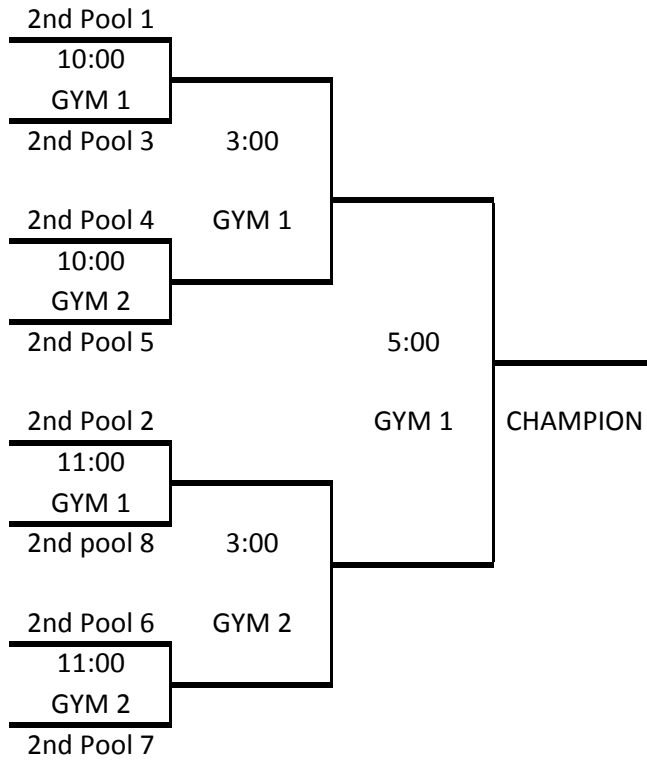 2nd Pool 1
10:00
GYM 1
2nd Pool 3
3:00
GYM 1
2nd Pool 4
10:00
GYM 2
2nd Pool 5
5:00
GYM 1
CHAMPION
2nd Pool 2
11:00
GYM 1
2nd pool 8
3:00
GYM 2
2nd Pool 6
11:00
GYM 2
2nd Pool 7